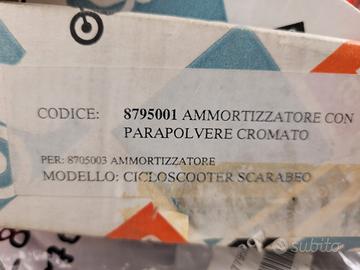 CODICE: 8795001 AMMORTIZZATORE CON
PARAPOLVERE CROMATO
PER: 8705003 AMMORTIZZATORE
MODELLO: CICLOSCOOTER SCARABEO
subito